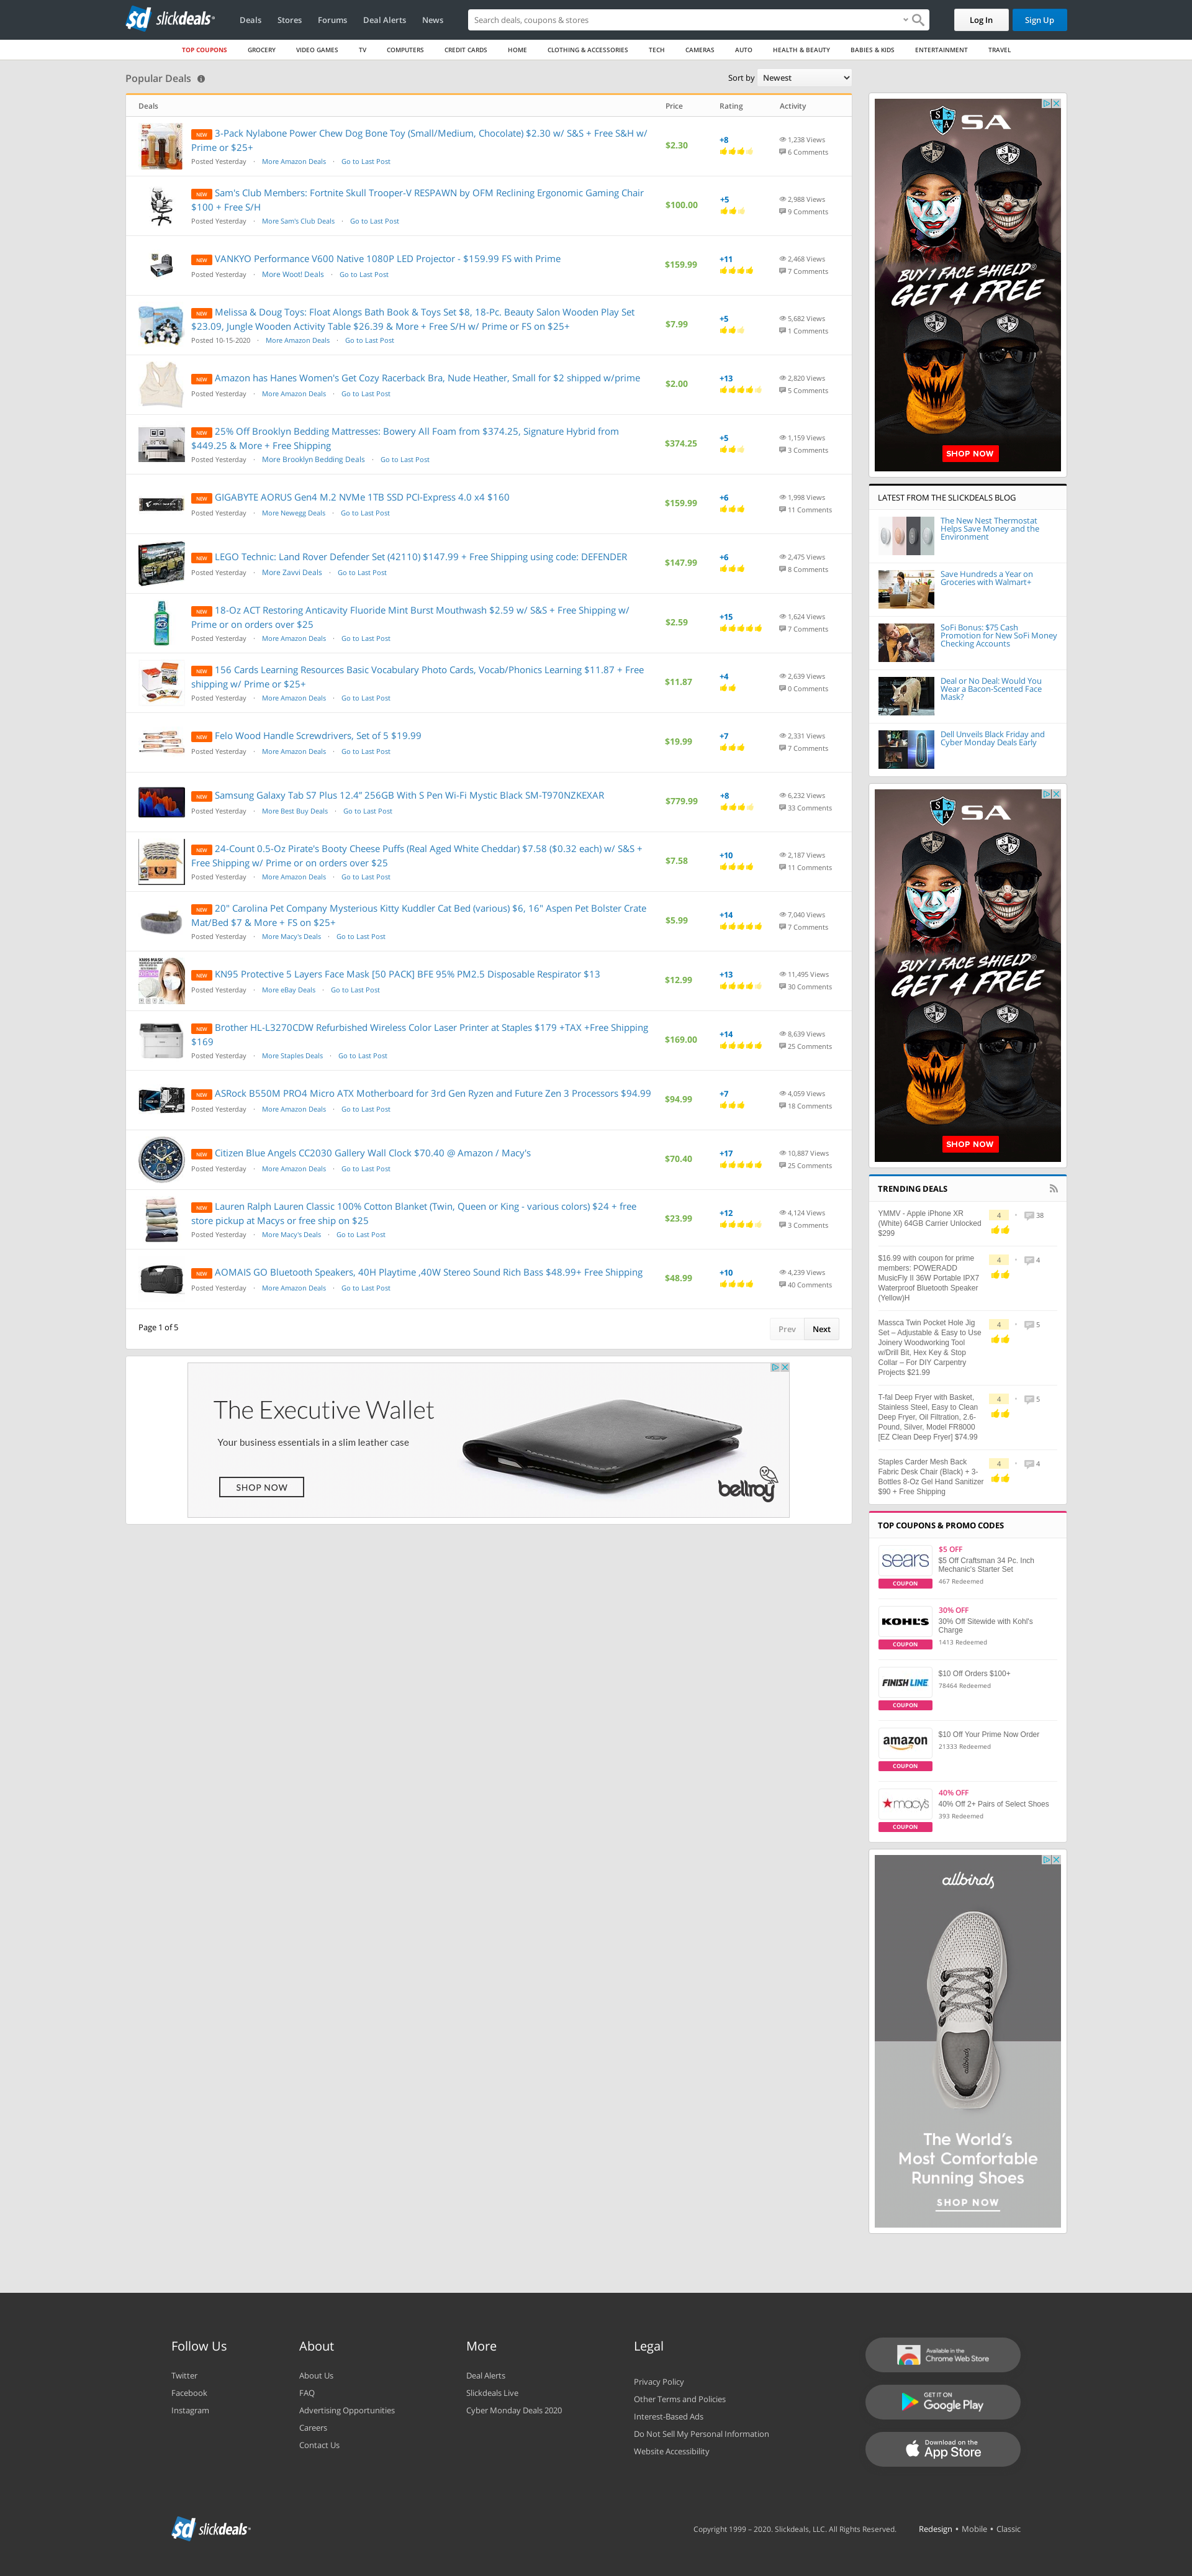 slickdeals
Deals
Stores
Forums
Deal Alerts
News
Search deals, coupons & stores
Log In
Sign Up
TOP COUPONS
GROCERY
VIDEO GAMES
TV
COMPUTERS
CREDIT CARDS
HOME
CLOTHING & ACCESSORIES
TECH
CAMERAS
AUTO
HEALTH & BEAUTY
BABIES & KIDS
ENTERTAINMENT
TRAVEL
Popular Deals
Sort by Newest
Deals Price Rating Activity
NEW 3-Pack Nylabone Power Chew Dog Bone Toy (Small/Medium, Chocolate) $2.30 w/ S&S + Free S&H w/
Prime or $25+
Posted Yesterday · More Amazon Deals · Go to Last Post
$2.30
+8
1,238 Views
6 Comments
NEW Sam's Club Members: Fortnite Skull Trooper-V RESPAWN by OFM Reclining Ergonomic Gaming Chair
$100 + Free S/H
Posted Yesterday · More Sam's Club Deals · Go to Last Post
$100.00
+5
2,988 Views
9 Comments
NEW VANKYO Performance V600 Native 1080P LED Projector - $159.99 FS with Prime
Posted Yesterday · More Woot! Deals · Go to Last Post
$159.99
+11
2,468 Views
7 Comments
NEW Melissa & Doug Toys: Float Alongs Bath Book & Toys Set $8, 18-Pc. Beauty Salon Wooden Play Set
$23.09, Jungle Wooden Activity Table $26.39 & More + Free S/H w/ Prime or FS on $25+
Posted 10-15-2020 · More Amazon Deals · Go to Last Post
$7.99
+5
5,682 Views
1 Comments
NEW Amazon has Hanes Women's Get Cozy Racerback Bra, Nude Heather, Small for $2 shipped w/prime
Posted Yesterday · More Amazon Deals · Go to Last Post
$2.00
+13
2,820 Views
5 Comments
NEW 25% Off Brooklyn Bedding Mattresses: Bowery All Foam from $374.25, Signature Hybrid from
$449.25 & More + Free Shipping
Posted Yesterday · More Brooklyn Bedding Deals · Go to Last Post
$374.25
+5
1,159 Views
3 Comments
NEW GIGABYTE AORUS Gen4 M.2 NVMe 1TB SSD PCI-Express 4.0 x4 $160
Posted Yesterday · More Newegg Deals · Go to Last Post
$159.99
+6
1,998 Views
11 Comments
NEW LEGO Technic: Land Rover Defender Set (42110) $147.99 + Free Shipping using code: DEFENDER
Posted Yesterday · More Zavvi Deals · Go to Last Post
$147.99
+6
2,475 Views
8 Comments
NEW 18-Oz ACT Restoring Anticavity Fluoride Mint Burst Mouthwash $2.59 w/ S&S + Free Shipping w/
Prime or on orders over $25
Posted Yesterday · More Amazon Deals · Go to Last Post
$2.59
+15
1,624 Views
7 Comments
NEW 156 Cards Learning Resources Basic Vocabulary Photo Cards, Vocab/Phonics Learning $11.87 + Free
shipping w/ Prime or $25+
Posted Yesterday · More Amazon Deals · Go to Last Post
$11.87
+4
2,639 Views
0 Comments
NEW Felo Wood Handle Screwdrivers, Set of 5 $19.99
Posted Yesterday · More Amazon Deals · Go to Last Post
$19.99
+7
2,331 Views
7 Comments
NEW Samsung Galaxy Tab S7 Plus 12.4" 256GB With S Pen Wi-Fi Mystic Black SM-T970NZKEXAR
Posted Yesterday · More Best Buy Deals · Go to Last Post
$779.99
+8
6,232 Views
33 Comments
NEW 24-Count 0.5-Oz Pirate's Booty Cheese Puffs (Real Aged White Cheddar) $7.58 ($0.32 each) w/ S&S +
Free Shipping w/ Prime or on orders over $25
Posted Yesterday · More Amazon Deals · Go to Last Post
$7.58
+10
2,187 Views
11 Comments
NEW 20" Carolina Pet Company Mysterious Kitty Kuddler Cat Bed (various) $6, 16" Aspen Pet Bolster Crate
Mat/Bed $7 & More + FS on $25+
Posted Yesterday · More Macy's Deals · Go to Last Post
$5.99
+14
7,040 Views
7 Comments
NEW KN95 Protective 5 Layers Face Mask [50 PACK] BFE 95% PM2.5 Disposable Respirator $13
Posted Yesterday · More eBay Deals · Go to Last Post
$12.99
+13
11,495 Views
30 Comments
NEW Brother HL-L3270CDW Refurbished Wireless Color Laser Printer at Staples $179 +TAX +Free Shipping
$169
Posted Yesterday · More Staples Deals · Go to Last Post
$169.00
+14
8,639 Views
25 Comments
NEW ASRock B550M PRO4 Micro ATX Motherboard for 3rd Gen Ryzen and Future Zen 3 Processors $94.99
Posted Yesterday · More Amazon Deals · Go to Last Post
$94.99
+7
4,059 Views
18 Comments
NEW Citizen Blue Angels CC2030 Gallery Wall Clock $70.40 @ Amazon / Macy's
Posted Yesterday · More Amazon Deals · Go to Last Post
$70.40
+17
10,887 Views
25 Comments
NEW Lauren Ralph Lauren Classic 100% Cotton Blanket (Twin, Queen or King - various colors) $24 + free
store pickup at Macys or free ship on $25
Posted Yesterday · More Macy's Deals · Go to Last Post
$23.99
+12
4,124 Views
3 Comments
NEW AOMAIS GO Bluetooth Speakers, 40H Playtime ,40W Stereo Sound Rich Bass $48.99+ Free Shipping
Posted Yesterday · More Amazon Deals · Go to Last Post
$48.99
+10
4,239 Views
40 Comments
Page 1 of 5
Prev
Next
The Executive Wallet
Your business essentials in a slim leather case
SHOP NOW
bellroy
SA
BUY 1 FACE SHIELD®
GET 4 FREE
SHOP NOW
LATEST FROM THE SLICKDEALS BLOG
The New Nest Thermostat
Helps Save Money and the
Environment
Save Hundreds a Year on
Groceries with Walmart+
SoFi Bonus: $75 Cash
Promotion for New SoFi Money
Checking Accounts
Deal or No Deal: Would You
Wear a Bacon-Scented Face
Mask?
Dell Unveils Black Friday and
Cyber Monday Deals Early
SA
BUY 1 FACE SHIELD®
GET 4 FREE
SHOP NOW
TRENDING DEALS
YMMV - Apple iPhone XR
(White) 64GB Carrier Unlocked
$299
4 · 38
$16.99 with coupon for prime
members: POWERADD
MusicFly II 36W Portable IPX7
Waterproof Bluetooth Speaker
(Yellow)H
4 · 4
Massca Twin Pocket Hole Jig
Set – Adjustable & Easy to Use
Joinery Woodworking Tool
w/Drill Bit, Hex Key & Stop
Collar – For DIY Carpentry
Projects $21.99
4 · 5
T-fal Deep Fryer with Basket,
Stainless Steel, Easy to Clean
Deep Fryer, Oil Filtration, 2.6-
Pound, Silver, Model FR8000
[EZ Clean Deep Fryer] $74.99
4 · 5
Staples Carder Mesh Back
Fabric Desk Chair (Black) + 3-
Bottles 8-Oz Gel Hand Sanitizer
$90 + Free Shipping
4 · 4
TOP COUPONS & PROMO CODES
sears
COUPON
$5 OFF
$5 Off Craftsman 34 Pc. Inch
Mechanic's Starter Set
467 Redeemed
KOHL'S
COUPON
30% OFF
30% Off Sitewide with Kohl's
Charge
1413 Redeemed
FINISH LINE
COUPON
$10 Off Orders $100+
78464 Redeemed
amazon
COUPON
$10 Off Your Prime Now Order
21333 Redeemed
macy's
COUPON
40% OFF
40% Off 2+ Pairs of Select Shoes
393 Redeemed
allbirds
The World's
Most Comfortable
Running Shoes
SHOP NOW
Follow Us
Twitter
Facebook
Instagram
About
About Us
FAQ
Advertising Opportunities
Careers
Contact Us
More
Deal Alerts
Slickdeals Live
Cyber Monday Deals 2020
Legal
Privacy Policy
Other Terms and Policies
Interest-Based Ads
Do Not Sell My Personal Information
Website Accessibility
Available in the
Chrome Web Store
GET IT ON
Google Play
Download on the
App Store
slickdeals
Copyright 1999 – 2020. Slickdeals, LLC. All Rights Reserved.
Redesign • Mobile • Classic